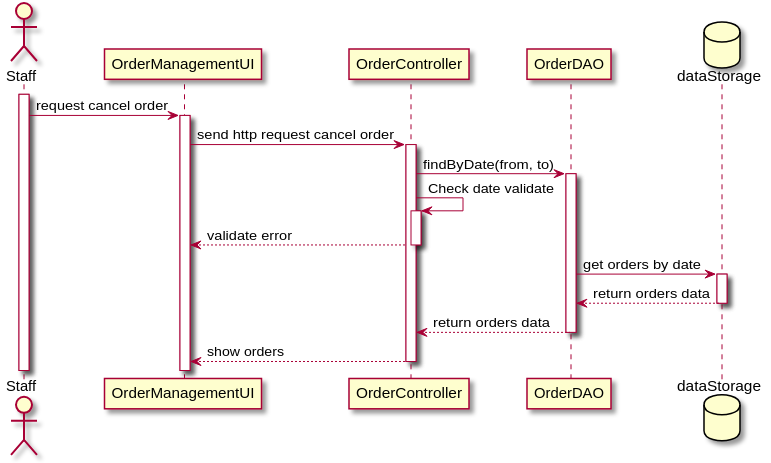 Staff
OrderManagementUI
OrderController
OrderDAO
dataStorage
request cancel order
send http request cancel order
findByDate(from, to)
Check date validate
validate error
get orders by date
return orders data
return orders data
show orders
Staff
OrderManagementUI
OrderController
OrderDAO
dataStorage